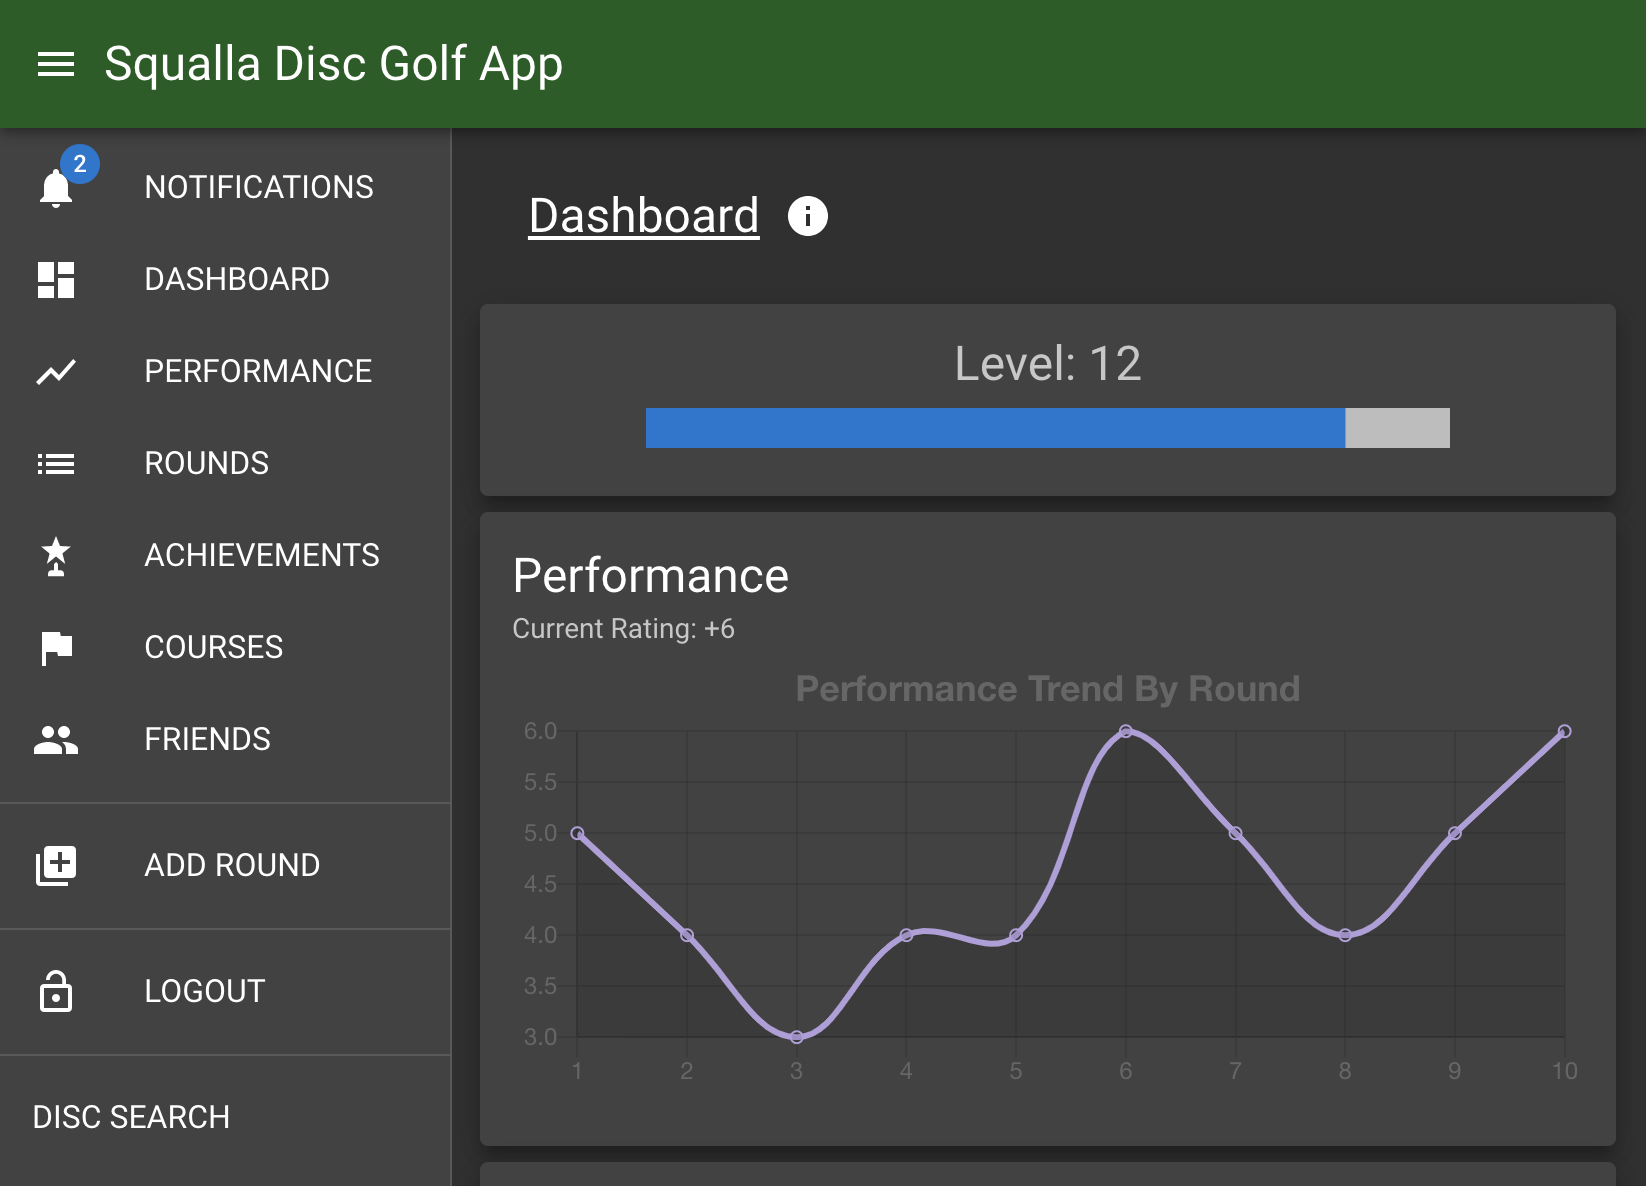 Squalla Disc Golf App
2
NOTIFICATIONS
DASHBOARD
PERFORMANCE
ROUNDS
ACHIEVEMENTS
COURSES
FRIENDS
ADD ROUND
LOGOUT
DISC SEARCH
Dashboard
Level: 12
Performance
Current Rating: +6
Performance Trend By Round
6.0
5.5
5.0
4.5
4.0
3.5
3.0
1 2 3 4 5 6 7 8 9 10